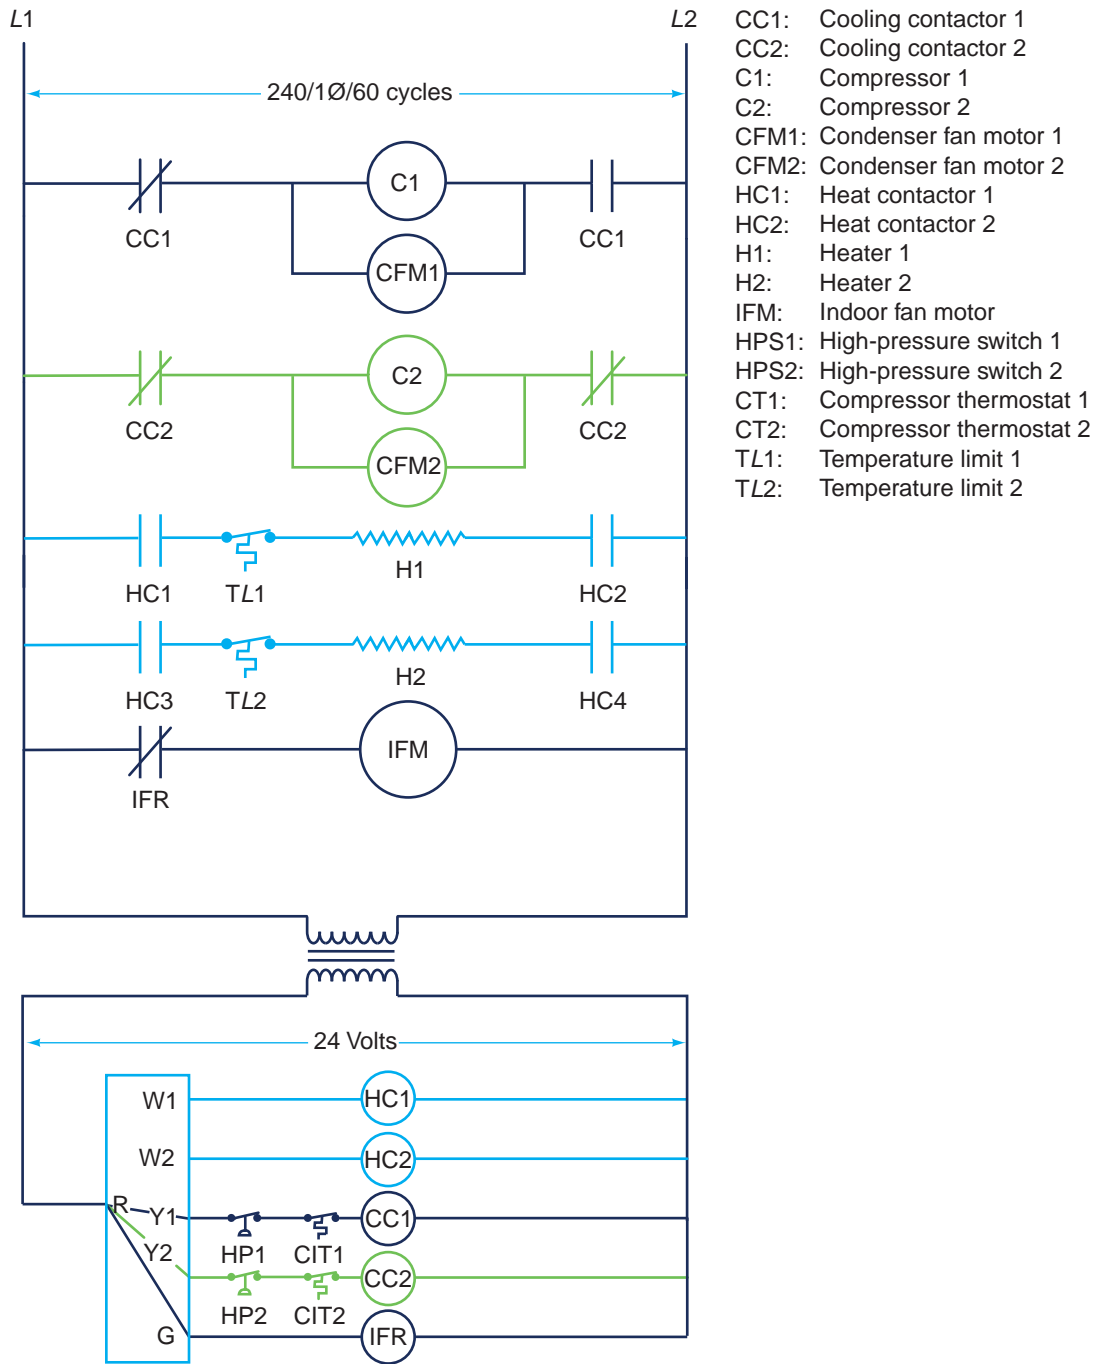 L1
L2
240/1Ø/60 cycles
C1
CC1
CC1
CFM1
C2
CC2
CC2
CFM2
HC1
TL1
H1
HC2
HC3
TL2
H2
HC4
IFR
IFM
24 Volts
W1
HC1
W2
HC2
R
Y1
HP1
CIT1
CC1
Y2
HP2
CIT2
CC2
G
IFR
CC1: Cooling contactor 1
CC2: Cooling contactor 2
C1: Compressor 1
C2: Compressor 2
CFM1: Condenser fan motor 1
CFM2: Condenser fan motor 2
HC1: Heat contactor 1
HC2: Heat contactor 2
H1: Heater 1
H2: Heater 2
IFM: Indoor fan motor
HPS1: High-pressure switch 1
HPS2: High-pressure switch 2
CT1: Compressor thermostat 1
CT2: Compressor thermostat 2
TL1: Temperature limit 1
TL2: Temperature limit 2